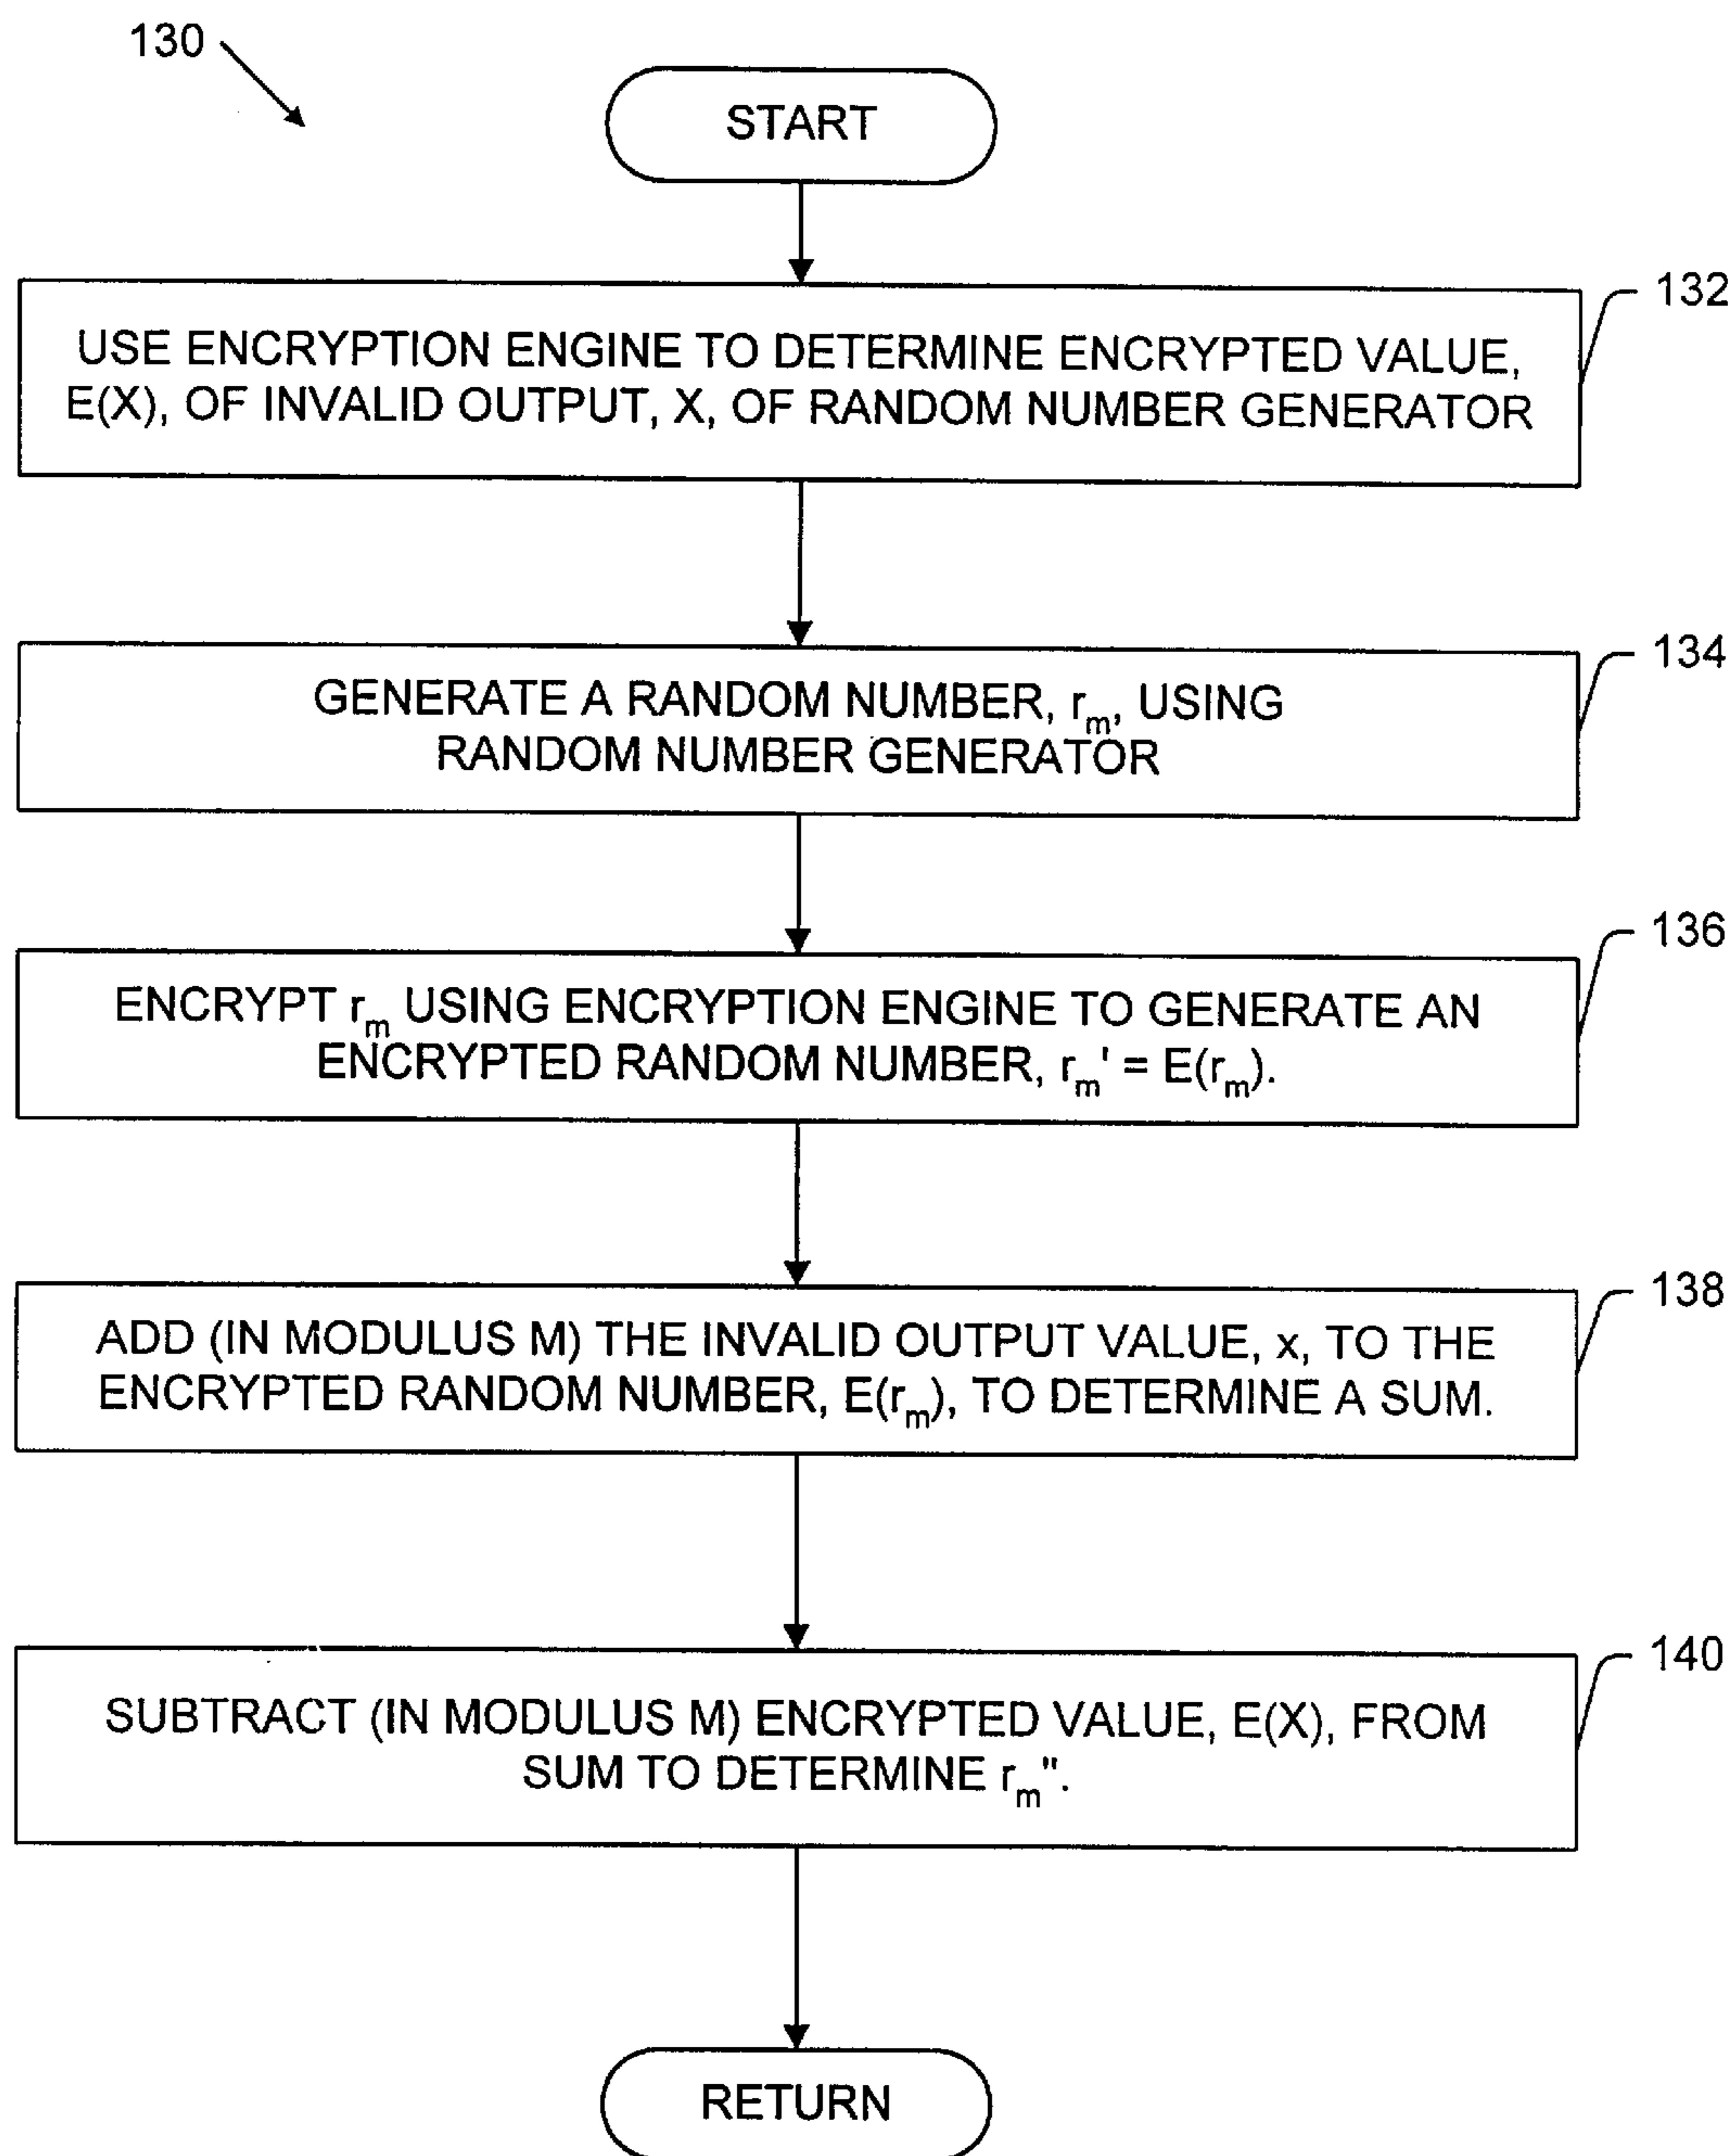 130
START
132
USE ENCRYPTION ENGINE TO DETERMINE ENCRYPTED VALUE,
E(X), OF INVALID OUTPUT, X, OF RANDOM NUMBER GENERATOR
134
GENERATE A RANDOM NUMBER, rₘ, USING
RANDOM NUMBER GENERATOR
136
ENCRYPT rₘ USING ENCRYPTION ENGINE TO GENERATE AN
ENCRYPTED RANDOM NUMBER, rₘ' = E(rₘ).
138
ADD (IN MODULUS M) THE INVALID OUTPUT VALUE, x, TO THE
ENCRYPTED RANDOM NUMBER, E(rₘ), TO DETERMINE A SUM.
140
SUBTRACT (IN MODULUS M) ENCRYPTED VALUE, E(X), FROM
SUM TO DETERMINE rₘ".
RETURN